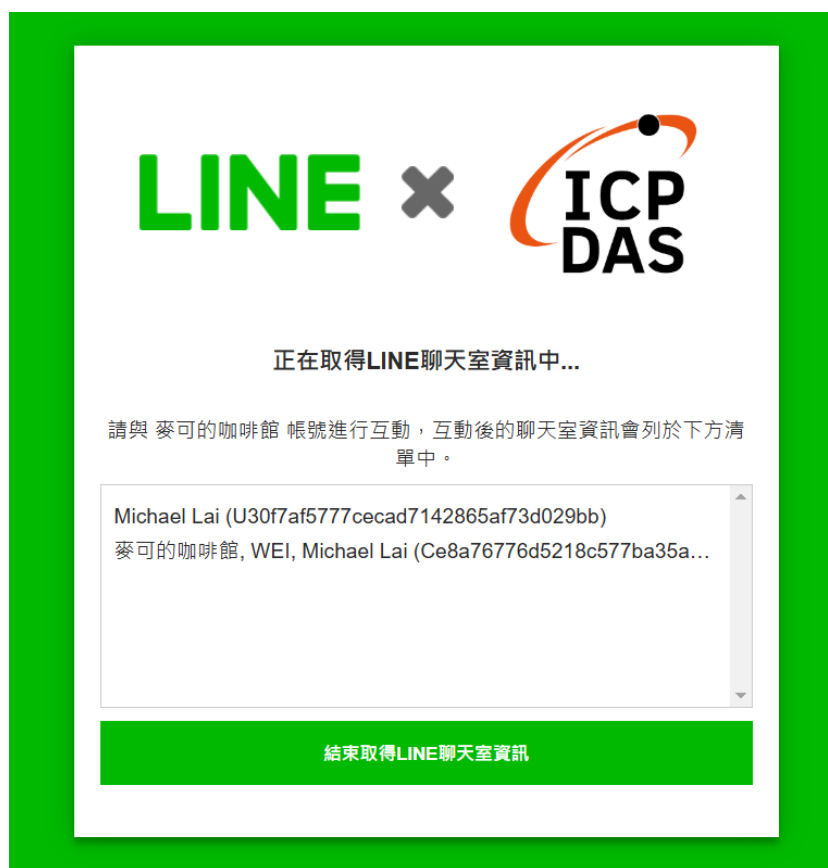 LINE × ICP DAS
正在取得LINE聊天室資訊中...
請與 麥可的咖啡館 帳號進行互動，互動後的聊天室資訊會列於下方清
單中。
Michael Lai (U30f7af5777cecad7142865af73d029bb)
麥可的咖啡館, WEI, Michael Lai (Ce8a76776d5218c577ba35a...
結束取得LINE聊天室資訊